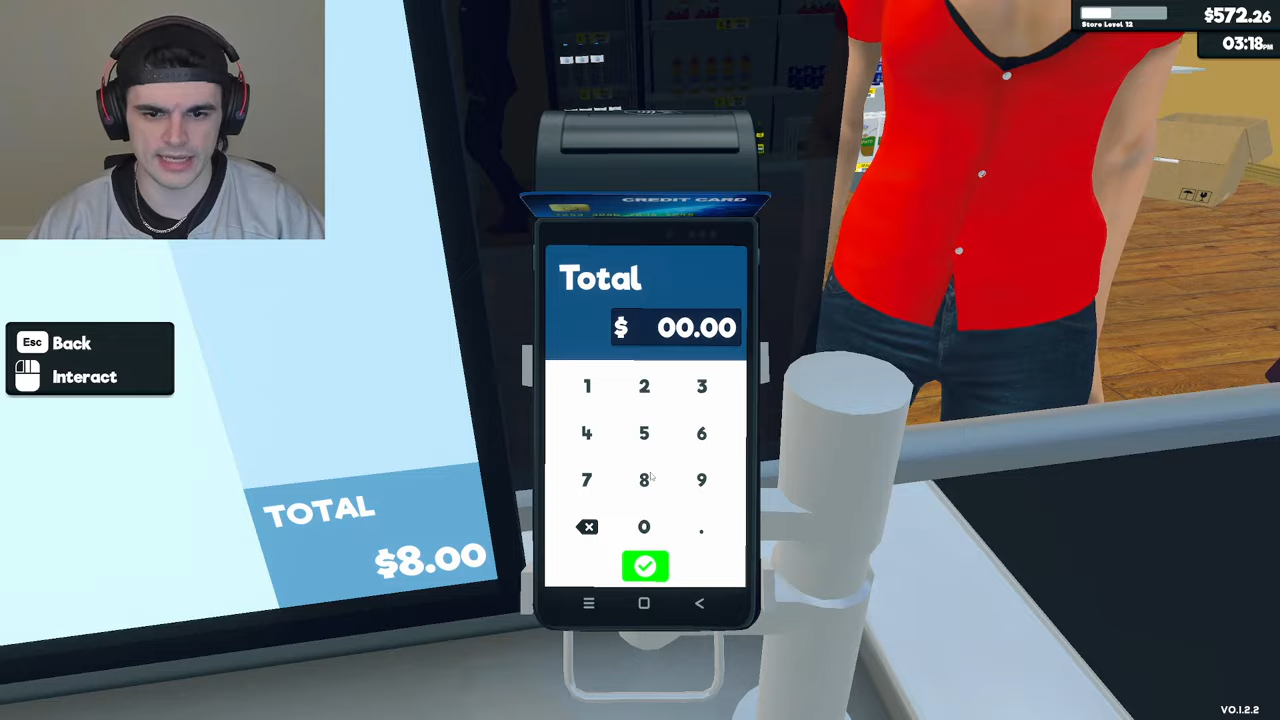 $572.26
Store Level 12
03:18PM
CREDIT CARD
Total
$ 00.00
Esc Back
Interact
1 2 3
4 5 6
7 8 9
0 .
TOTAL
$8.00
V0.1.2.2